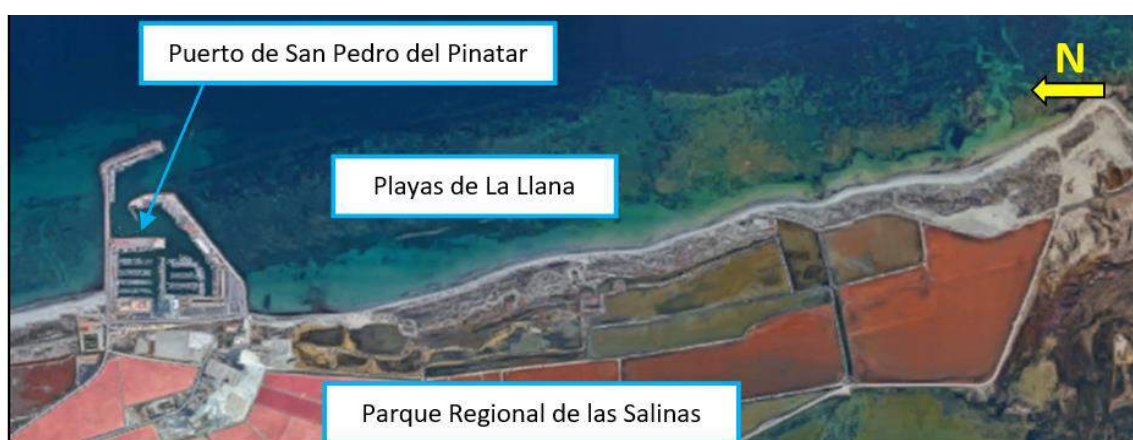 Puerto de San Pedro del Pinatar
N
Playas de La Llana
Parque Regional de las Salinas